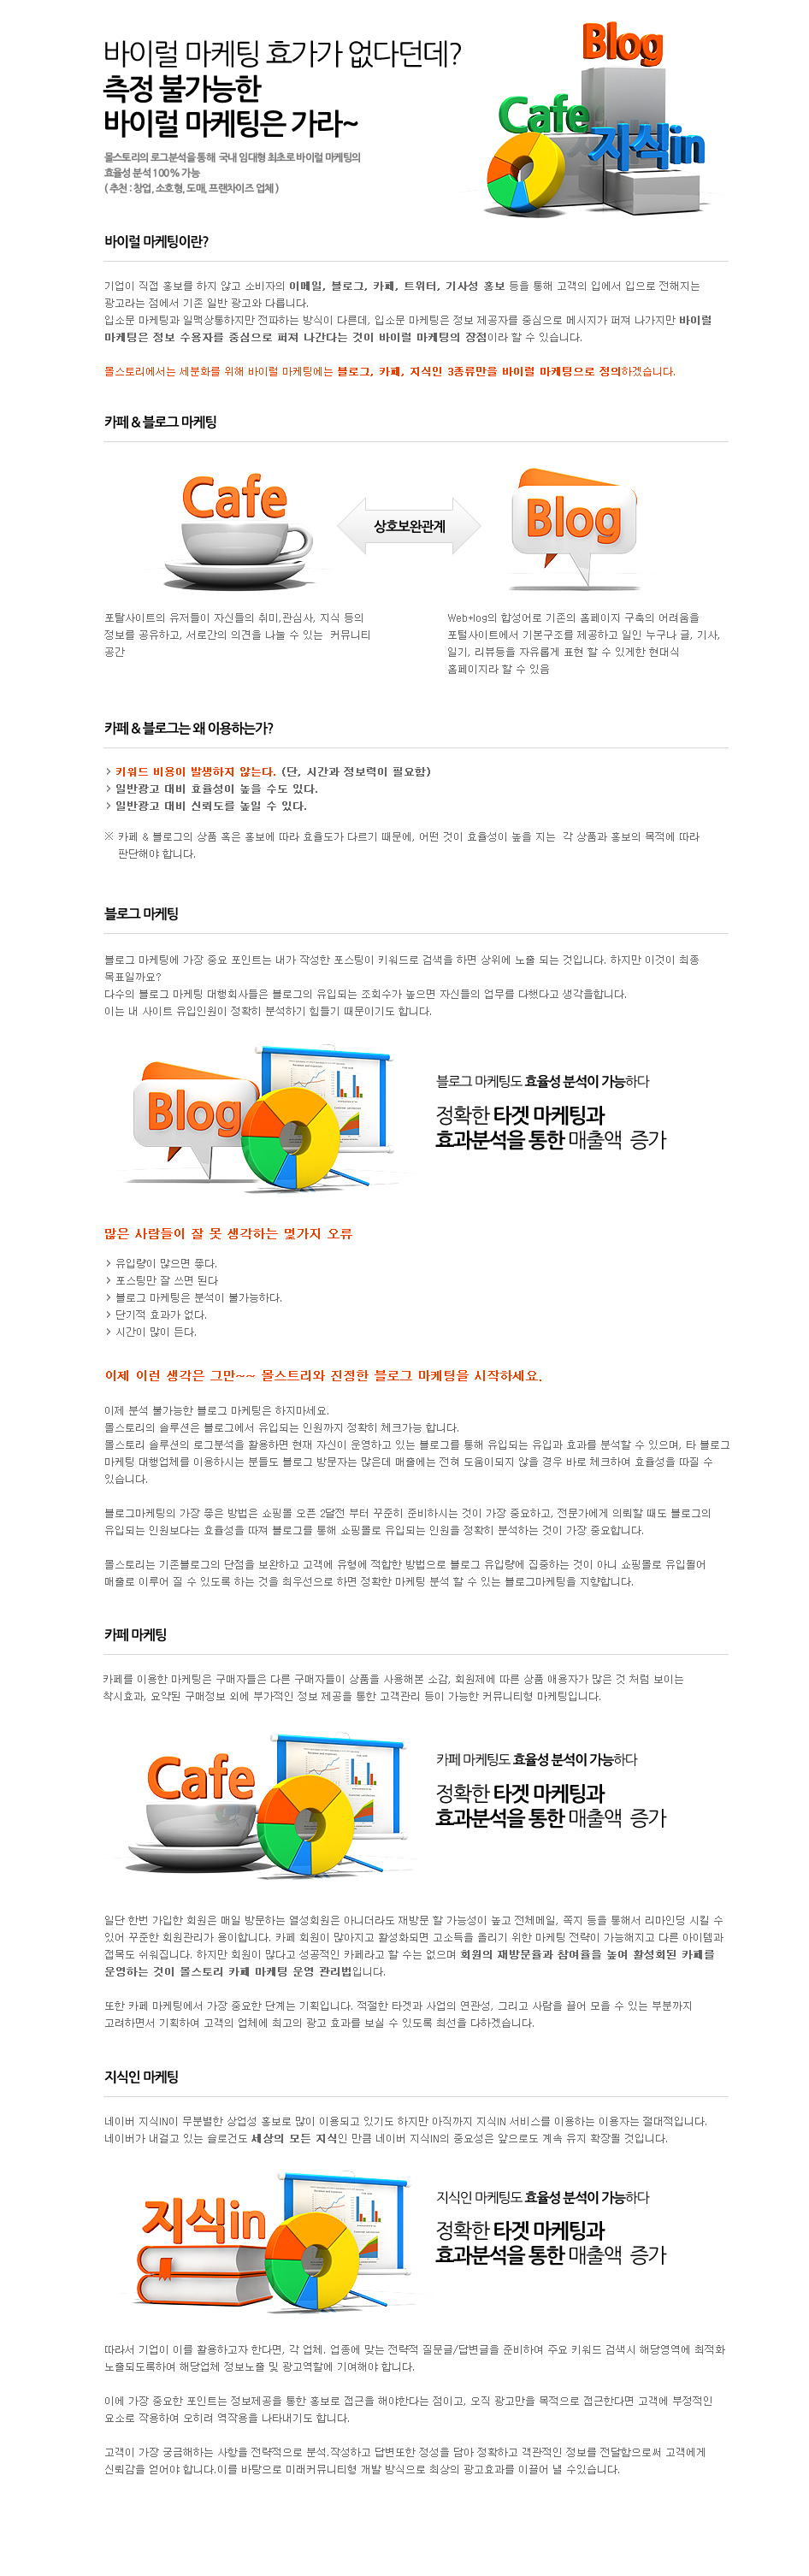 바이럴 마케팅 효가가 없다던데?
측정 불가능한
바이럴 마케팅은 가라~
몰스토리의 로그분석을 통해 국내 임대형 최초로 바이럴 마케팅의
효율성 분석 100% 가능
( 추천 : 창업, 소호형, 도매, 프랜차이즈 업체 )
Blog
Cafe
지식in
바이럴 마케팅이란?
기업이 직접 홍보를 하지 않고 소비자의 이메일, 블로그, 카페, 트위터, 기사성 홍보 등을 통해 고객의 입에서 입으로 전해지는
광고라는 점에서 기존 일반 광고와 다릅니다.
입소문 마케팅과 일맥상통하지만 전파하는 방식이 다른데, 입소문 마케팅은 정보 제공자를 중심으로 메시지가 퍼져 나가지만 바이럴
마케팅은 정보 수용자를 중심으로 퍼져 나간다는 것이 바이럴 마케팅의 장점이라 할 수 있습니다.
몰스토리에서는 세분화를 위해 바이럴 마케팅에는 블로그, 카페, 지식인 3종류만을 바이럴 마케팅으로 정의하겠습니다.
카페 & 블로그 마케팅
Cafe
상호보완관계
Blog
포탈사이트의 유저들이 자신들의 취미,관심사, 지식 등의
정보를 공유하고, 서로간의 의견을 나눌 수 있는 커뮤니티
공간
Web+log의 합성어로 기존의 홈페이지 구축의 어려움을
포털사이트에서 기본구조를 제공하고 일인 누구나 글, 기사,
일기, 리뷰등을 자유롭게 표현 할 수 있게한 현대식
홈페이지라 할 수 있음
카페 & 블로그는 왜 이용하는가?
> 키워드 비용이 발생하지 않는다. (단, 시간과 정보력이 필요함)
> 일반광고 대비 효율성이 높을 수도 있다.
> 일반광고 대비 신뢰도를 높일 수 있다.
※ 카페 & 블로그의 상품 혹은 홍보에 따라 효율도가 다르기 때문에, 어떤 것이 효율성이 높을 지는 각 상품과 홍보의 목적에 따라
판단해야 합니다.
블로그 마케팅
블로그 마케팅에 가장 중요 포인트는 내가 작성한 포스팅이 키워드로 검색을 하면 상위에 노출 되는 것입니다. 하지만 이것이 최종
목표일까요?
다수의 블로그 마케팅 대행회사들은 블로그의 유입되는 조회수가 높으면 자신들의 업무를 다했다고 생각을합니다.
이는 내 사이트 유입인원이 정확히 분석하기 힘들기 때문이기도 합니다.
Blog
블로그 마케팅도 효율성 분석이 가능하다
정확한 타겟 마케팅과
효과분석을 통한 매출액 증가
많은 사람들이 잘 못 생각하는 몇가지 오류
> 유입량이 많으면 좋다.
> 포스팅만 잘 쓰면 된다
> 블로그 마케팅은 분석이 불가능하다.
> 단기적 효과가 없다.
> 시간이 많이 든다.
이제 이런 생각은 그만~~ 몰스트리와 진정한 블로그 마케팅을 시작하세요.
이제 분석 불가능한 블로그 마케팅은 하지마세요.
몰스토리의 솔루션은 블로그에서 유입되는 인원까지 정확히 체크가능 합니다.
몰스토리 솔루션의 로그분석을 활용하면 현재 자신이 운영하고 있는 블로그를 통해 유입되는 유입과 효과를 분석할 수 있으며, 타 블로그
마케팅 대행업체를 이용하시는 분들도 블로그 방문자는 많은데 매출에는 전혀 도움이되지 않을 경우 바로 체크하여 효율성을 따질 수
있습니다.
블로그마케팅의 가장 좋은 방법은 쇼핑몰 오픈 2달전 부터 꾸준히 준비하시는 것이 가장 중요하고, 전문가에게 의뢰할 때도 블로그의
유입되는 인원보다는 효율성을 따져 블로그를 통해 쇼핑몰로 유입되는 인원을 정확히 분석하는 것이 가장 중요합니다.
몰스토리는 기존블로그의 단점을 보완하고 고객에 유형에 적합한 방법으로 블로그 유입량에 집중하는 것이 아니 쇼핑몰로 유입될어
매출로 이루어 질 수 있도록 하는 것을 최우선으로 하면 정확한 마케팅 분석 할 수 있는 블로그마케팅을 지향합니다.
카페 마케팅
카페를 이용한 마케팅은 구매자들은 다른 구매자들이 상품을 사용해본 소감, 회원제에 따른 상품 애용자가 많은 것 처럼 보이는
착시효과, 요약된 구매정보 외에 부가적인 정보 제공을 통한 고객관리 등이 가능한 커뮤니티형 마케팅입니다.
Cafe
카페 마케팅도 효율성 분석이 가능하다
정확한 타겟 마케팅과
효과분석을 통한 매출액 증가
일단 한번 가입한 회원은 매일 방문하는 열성회원은 아니더라도 재방문 할 가능성이 높고 전체메일, 쪽지 등을 통해서 리마인딩 시킬 수
있어 꾸준한 회원관리가 용이합니다. 카페 회원이 많아지고 활성화되면 고소득을 올리기 위한 마케팅 전략이 가능해지고 다른 아이템과
접목도 쉬워집니다. 하지만 회원이 많다고 성공적인 카페라고 할 수는 없으며 회원의 재방문율과 참여율을 높여 활성회된 카페를
운영하는 것이 몰스토리 카페 마케팅 운영 관리법입니다.
또한 카페 마케팅에서 가장 중요한 단계는 기획입니다. 적절한 타겟과 사업의 연관성, 그리고 사람을 끌어 모을 수 있는 부분까지
고려하면서 기획하여 고객의 업체에 최고의 광고 효과를 보실 수 있도록 최선을 다하겠습니다.
지식인 마케팅
네이버 지식IN이 무분별한 상업성 홍보로 많이 이용되고 있기도 하지만 아직까지 지식IN 서비스를 이용하는 이용자는 절대적입니다.
네이버가 내걸고 있는 슬로건도 세상의 모든 지식인 만큼 네이버 지식IN의 중요성은 앞으로도 계속 유지 확장될 것입니다.
지식in
지식인 마케팅도 효율성 분석이 가능하다
정확한 타겟 마케팅과
효과분석을 통한 매출액 증가
따라서 기업이 이를 활용하고자 한다면, 각 업체. 업종에 맞는 전략적 질문글/답변글을 준비하여 주요 키워드 검색시 해당영역에 최적화
노출되도록하여 해당업체 정보노출 및 광고역할에 기여해야 합니다.
이에 가장 중요한 포인트는 정보제공을 통한 홍보로 접근을 해야한다는 점이고, 오직 광고만을 목적으로 접근한다면 고객에 부정적인
요소로 작용하여 오히려 역작용을 나타내기도 합니다.
고객이 가장 궁금해하는 사항을 전략적으로 분석.작성하고 답변또한 정성을 담아 정확하고 객관적인 정보를 전달함으로써 고객에게
신뢰감을 얻어야 합니다.이를 바탕으로 미래커뮤니티형 개발 방식으로 최상의 광고효과를 이끌어 낼 수있습니다.